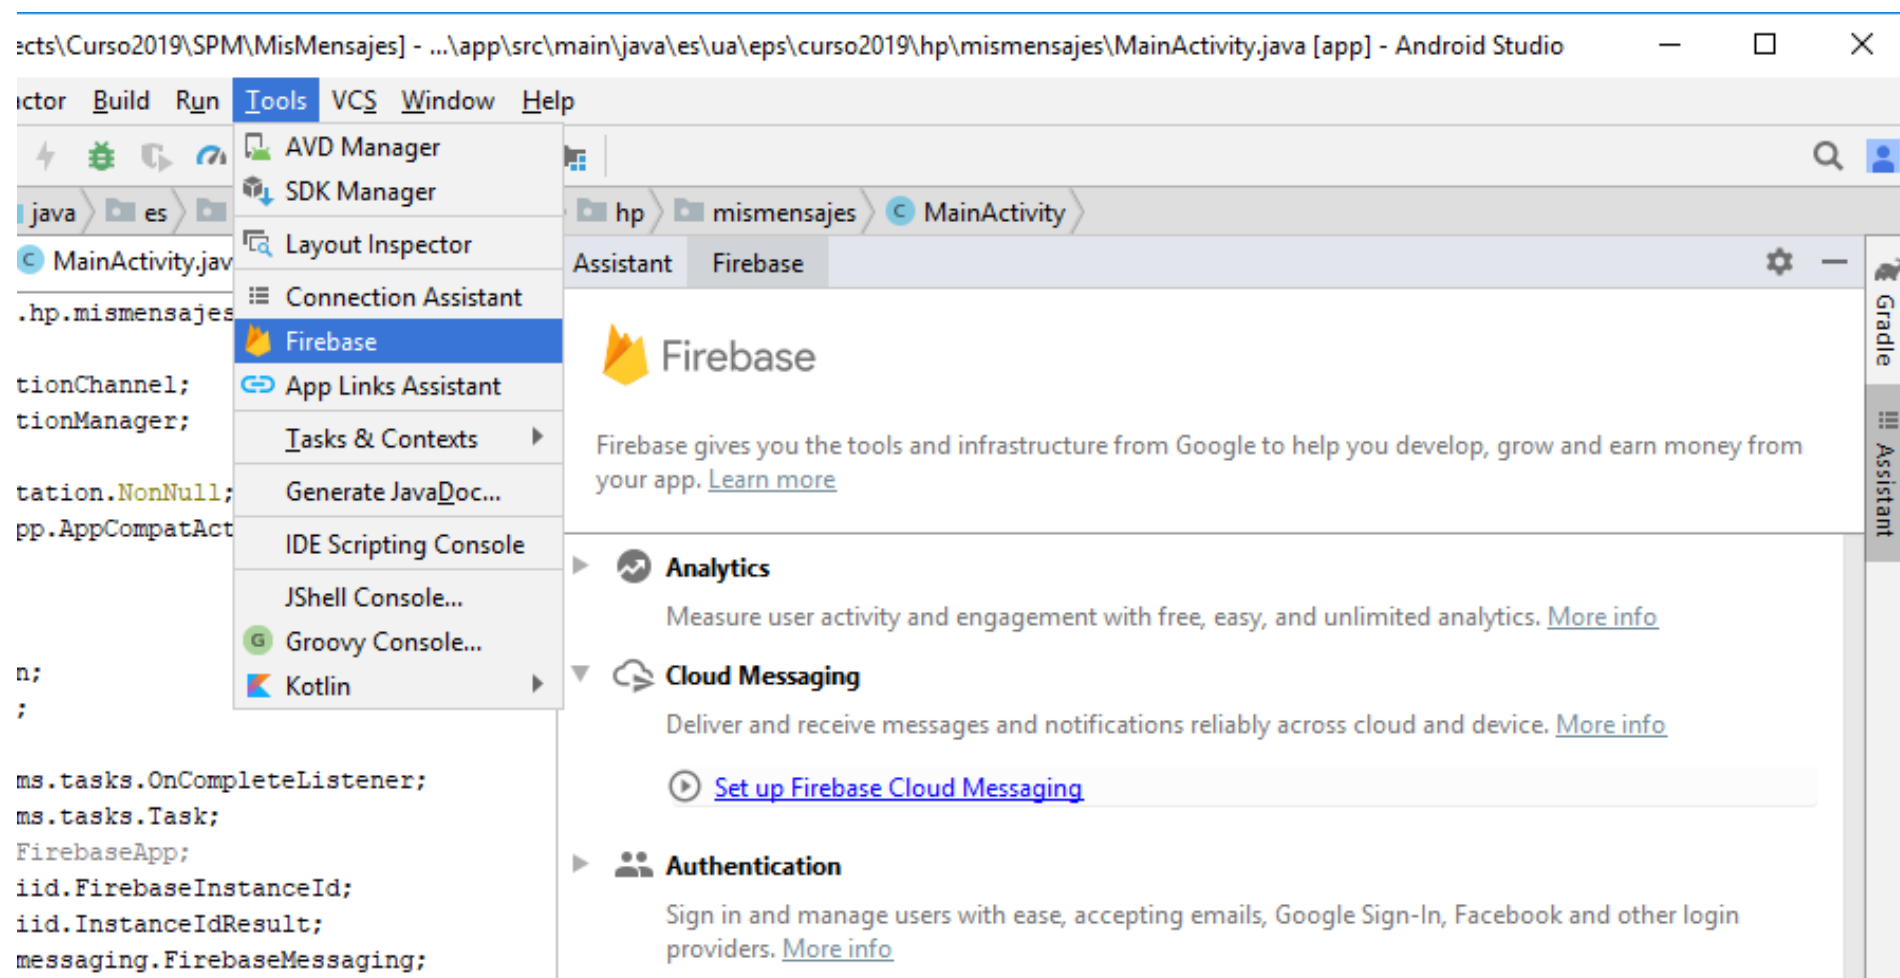 ects\Curso2019\SPM\MisMensajes] - ...\app\src\main\java\es\ua\eps\curso2019\hp\mismensajes\MainActivity.java [app] - Android Studio
actor Build Run Tools VCS Window Help
java es hp mismensajes C MainActivity
C MainActivity.jav
AVD Manager
SDK Manager
Layout Inspector
Connection Assistant
Firebase
App Links Assistant
Tasks & Contexts
Generate JavaDoc...
IDE Scripting Console
JShell Console...
G Groovy Console...
Kotlin
.hp.mismensajes
tionChannel;
tionManager;
tation.NonNull;
pp.AppCompatAct
n;
;
ms.tasks.OnCompleteListener;
ms.tasks.Task;
FirebaseApp;
iid.FirebaseInstanceId;
iid.InstanceIdResult;
messaging.FirebaseMessaging;
Assistant Firebase
Firebase
Firebase gives you the tools and infrastructure from Google to help you develop, grow and earn money from
your app. Learn more
Analytics
Measure user activity and engagement with free, easy, and unlimited analytics. More info
Cloud Messaging
Deliver and receive messages and notifications reliably across cloud and device. More info
Set up Firebase Cloud Messaging
Authentication
Sign in and manage users with ease, accepting emails, Google Sign-In, Facebook and other login
providers. More info
Gradle
Assistant